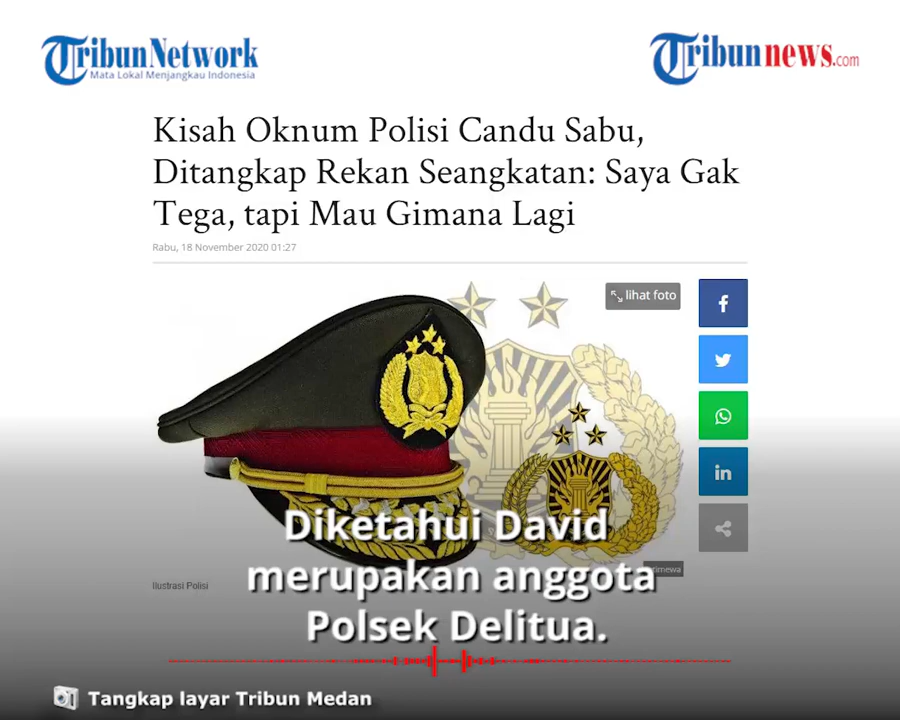 Tribun Network
Mata Lokal Menjangkau Indonesia
Tribunnews.com
Kisah Oknum Polisi Candu Sabu,
Ditangkap Rekan Seangkatan: Saya Gak
Tega, tapi Mau Gimana Lagi
Rabu, 18 November 2020 01:27
lihat foto
Ilustrasi Polisi
Diketahui David
merupakan anggota
Polsek Delitua.
Tangkap layar Tribun Medan